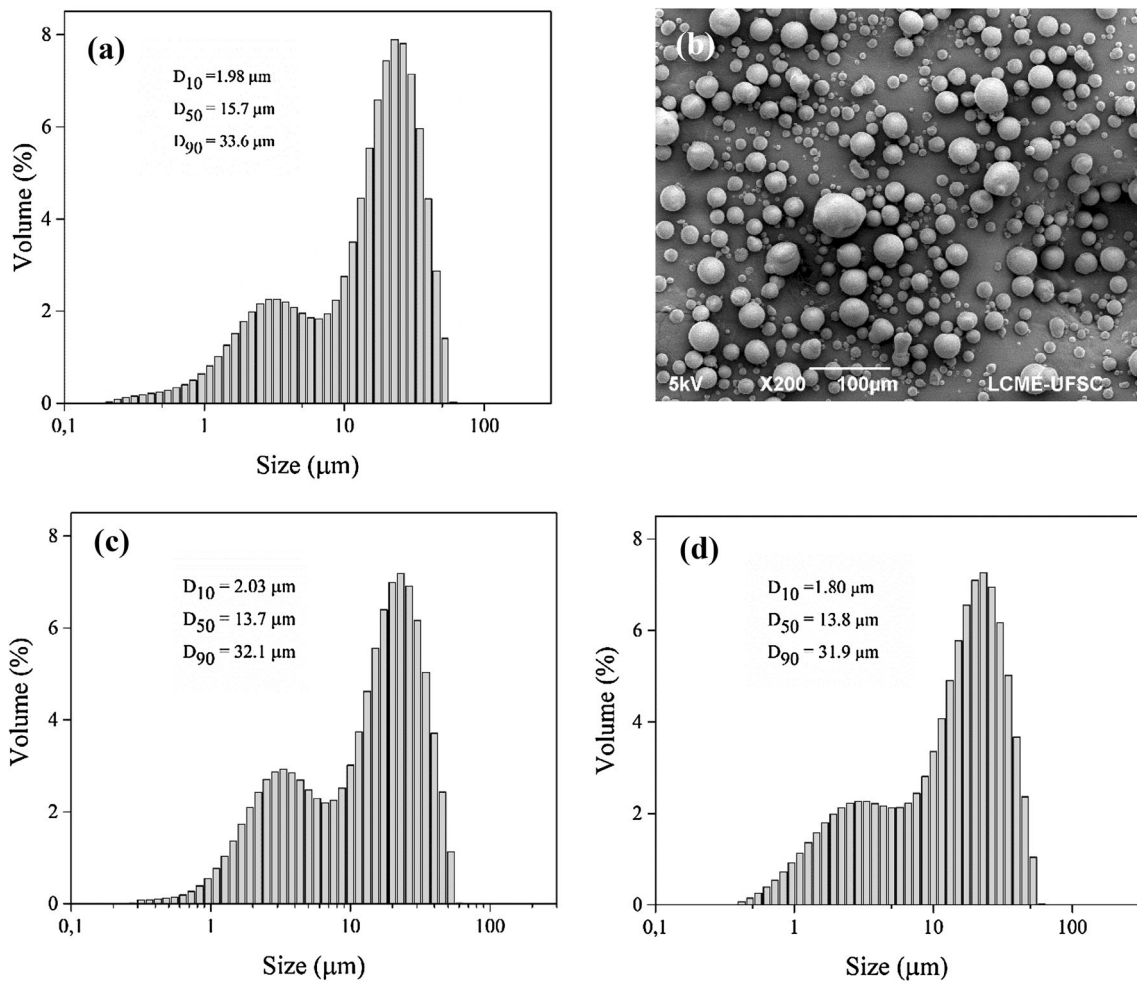 (a)
D10 =1.98 μm
D50 = 15.7 μm
D90 = 33.6 μm
8
6
4
2
0
Volume (%)
0,1 1 10 100
Size (μm)
(b)
5kV X200 100μm LCME-UFSC
(c)
D10 = 2.03 μm
D50 = 13.7 μm
D90 = 32.1 μm
8
6
4
2
0
Volume (%)
0,1 1 10 100
Size (μm)
(d)
D10 =1.80 μm
D50 = 13.8 μm
D90 = 31.9 μm
8
6
4
2
0
Volume (%)
0,1 1 10 100
Size (μm)